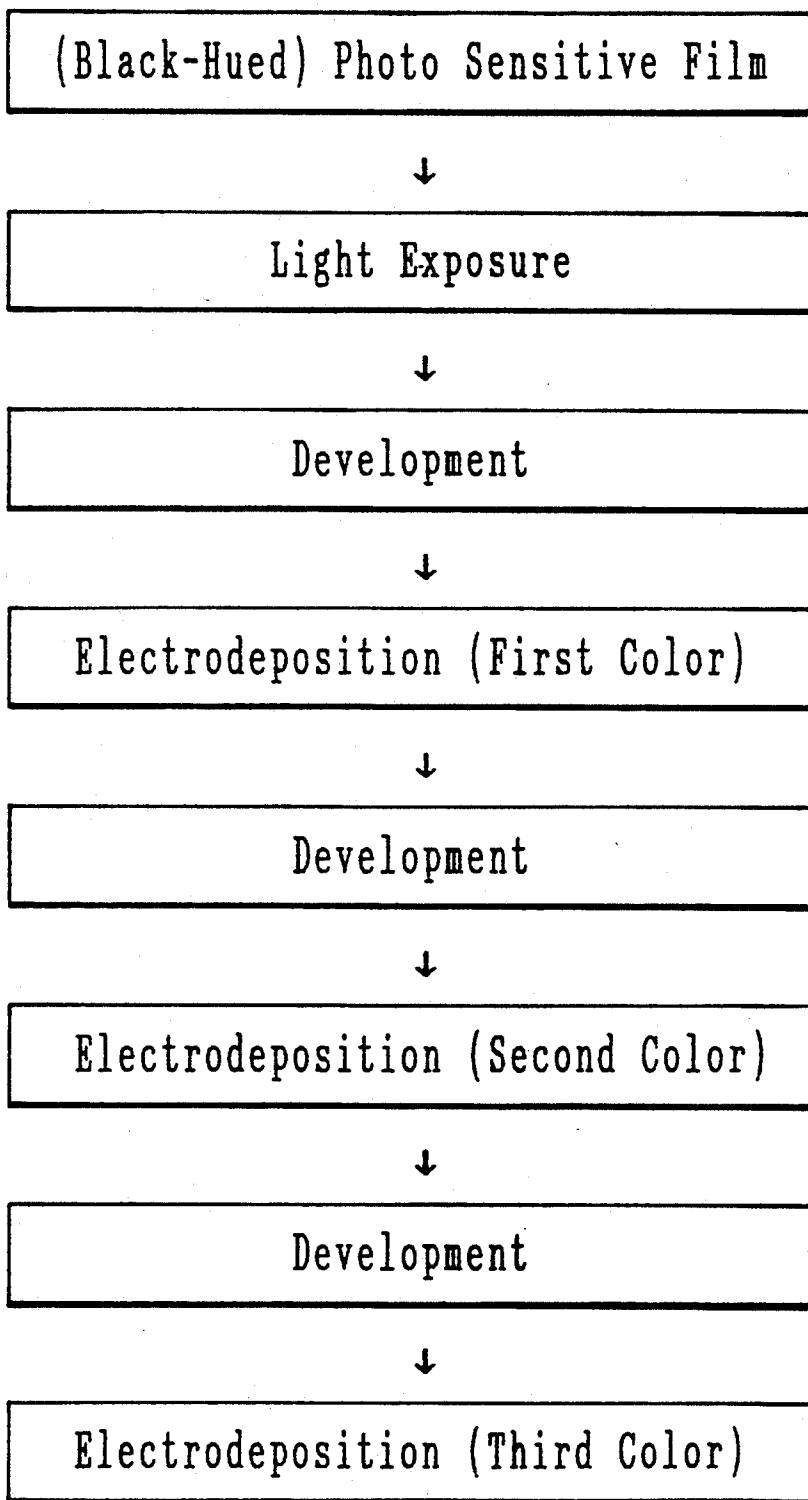 (Black-Hued) Photo Sensitive Film
↓
Light Exposure
↓
Development
↓
Electrodeposition (First Color)
↓
Development
↓
Electrodeposition (Second Color)
↓
Development
↓
Electrodeposition (Third Color)